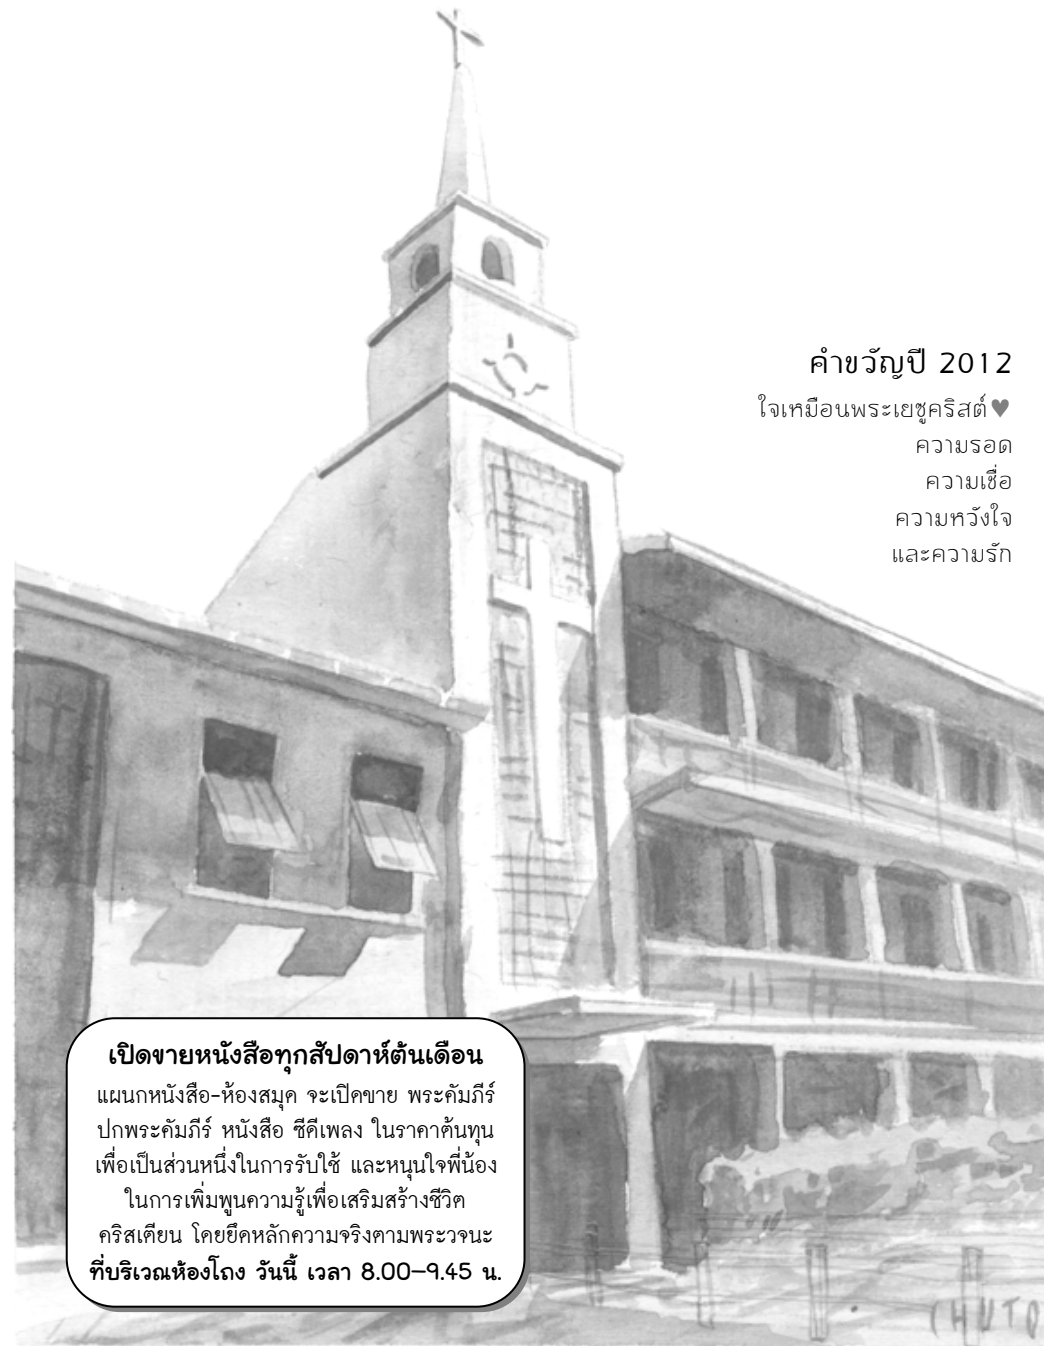 คำขวัญปี 2012
ใจเหมือนพระเยซูคริสต์♥
ความรอด
ความเชื่อ
ความหวังใจ
และความรัก
เปิดขายหนังสือทุกสัปดาห์ต้นเดือน
แผนกหนังสือ-ห้องสมุด จะเปิดขาย พระคัมภีร์
ปกพระคัมภีร์ หนังสือ ซีดีเพลง ในราคาต้นทุน
เพื่อเป็นส่วนหนึ่งในการรับใช้ และหนุนใจพี่น้อง
ในการเพิ่มพูนความรู้เพื่อเสริมสร้างชีวิต
คริสเตียน โดยยึดหลักความจริงตามพระวจนะ
ที่บริเวณห้องโถง วันนี้ เวลา 8.00–9.45 น.